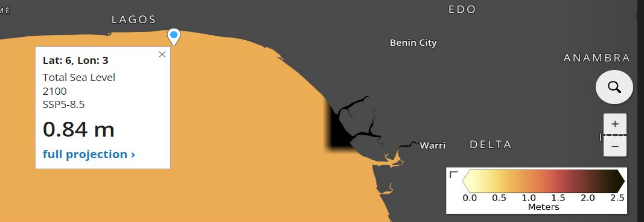 MÉ
LAGOS
EDO
Benin City
ANAMBRA
Lat: 6, Lon: 3
Total Sea Level
2100
SSP5-8.5
0.84 m
full projection ›
Warri
DELTA
+
−
0.0 0.5 1.0 1.5 2.0 2.5
Meters